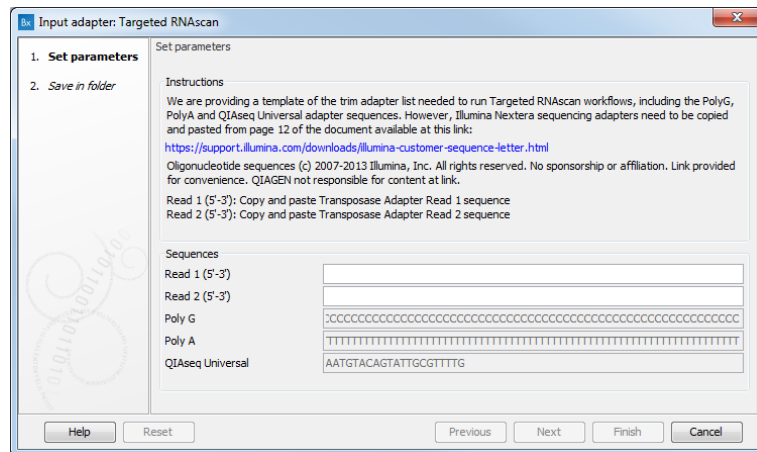 Bx Input adapter: Targeted RNAscan
1. Set parameters
2. Save in folder
Set parameters
Instructions
We are providing a template of the trim adapter list needed to run Targeted RNAscan workflows, including the PolyG,
PolyA and QIAseq Universal adapter sequences. However, Illumina Nextera sequencing adapters need to be copied
and pasted from page 12 of the document available at this link:
https://support.illumina.com/downloads/illumina-customer-sequence-letter.html
Oligonucleotide sequences (c) 2007-2013 Illumina, Inc. All rights reserved. No sponsorship or affiliation. Link provided
for convenience. QIAGEN not responsible for content at link.
Read 1 (5'-3'): Copy and paste Transposase Adapter Read 1 sequence
Read 2 (5'-3'): Copy and paste Transposase Adapter Read 2 sequence
Sequences
Read 1 (5'-3')
Read 2 (5'-3')
Poly G
Poly A
QIAseq Universal AATGTACAGTATTGCGTTTTG
Help Reset Previous Next Finish Cancel